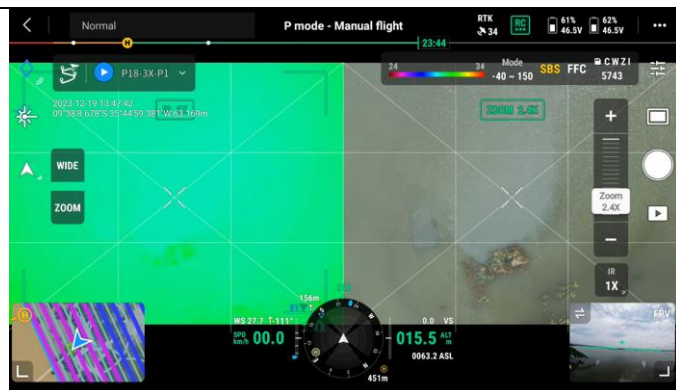 Normal
P mode - Manual flight
RTK
34
RC
61%
46.5V
62%
46.5V
23:44
P18-3X-P1
24
34
Mode
-40 ~ 150
SBS
FFC
C W Z I
5743
2023-12-19 13:47:42
ZOOM 2.4X
WIDE
ZOOM
Zoom
2.4X
IR
1X
156m
WS 27.7
-111°
SPD
km/h
00.0
0.0 VS
015.5 ALT
m
0063.2 ASL
451m
FPV
H